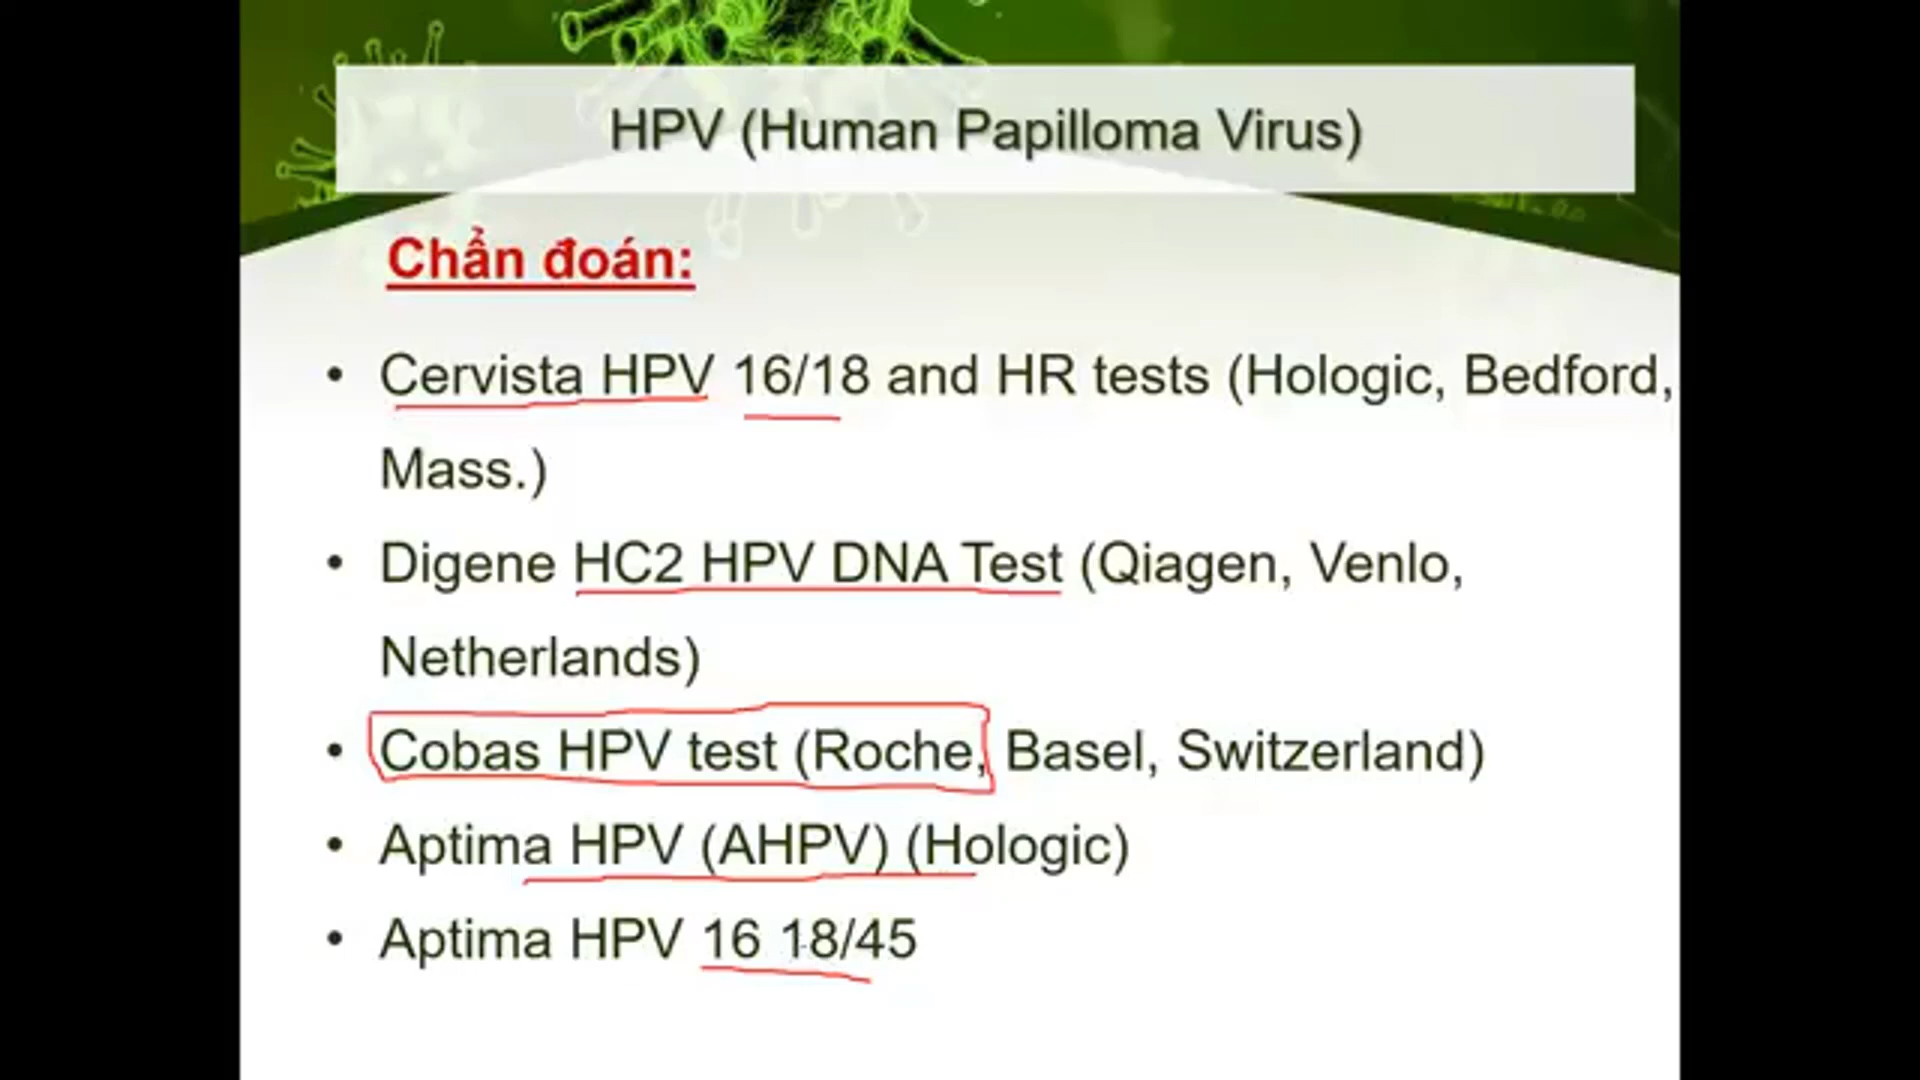 HPV (Human Papilloma Virus)
Chẩn đoán:
• Cervista HPV 16/18 and HR tests (Hologic, Bedford,
Mass.)
• Digene HC2 HPV DNA Test (Qiagen, Venlo,
Netherlands)
• Cobas HPV test (Roche, Basel, Switzerland)
• Aptima HPV (AHPV) (Hologic)
• Aptima HPV 16 18/45